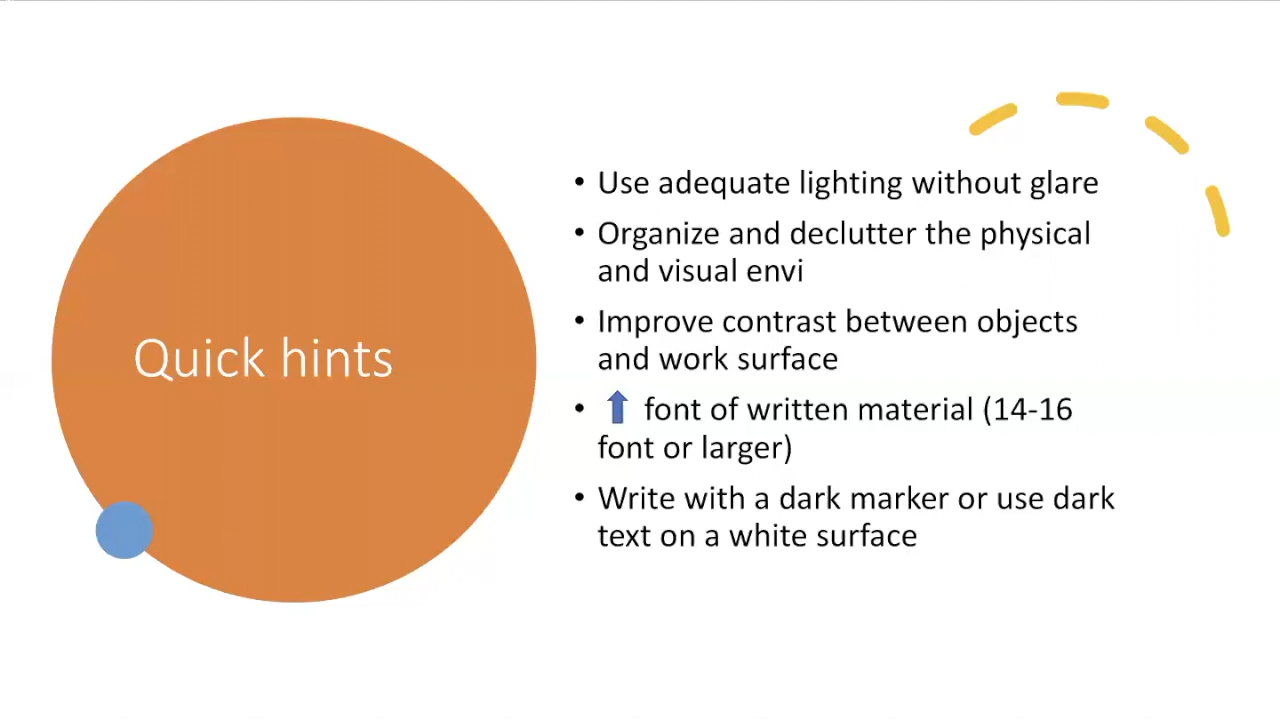 Quick hints
• Use adequate lighting without glare
• Organize and declutter the physical
and visual envi
• Improve contrast between objects
and work surface
• font of written material (14-16
font or larger)
• Write with a dark marker or use dark
text on a white surface